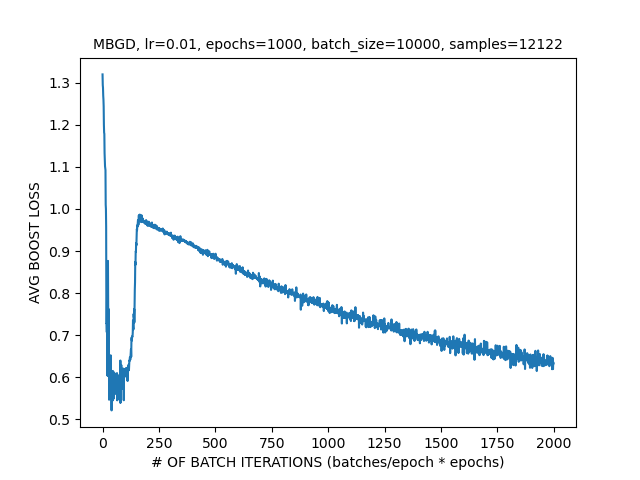 MBGD, lr=0.01, epochs=1000, batch_size=10000, samples=12122
AVG BOOST LOSS
1.3
1.2
1.1
1.0
0.9
0.8
0.7
0.6
0.5
0 250 500 750 1000 1250 1500 1750 2000
# OF BATCH ITERATIONS (batches/epoch * epochs)